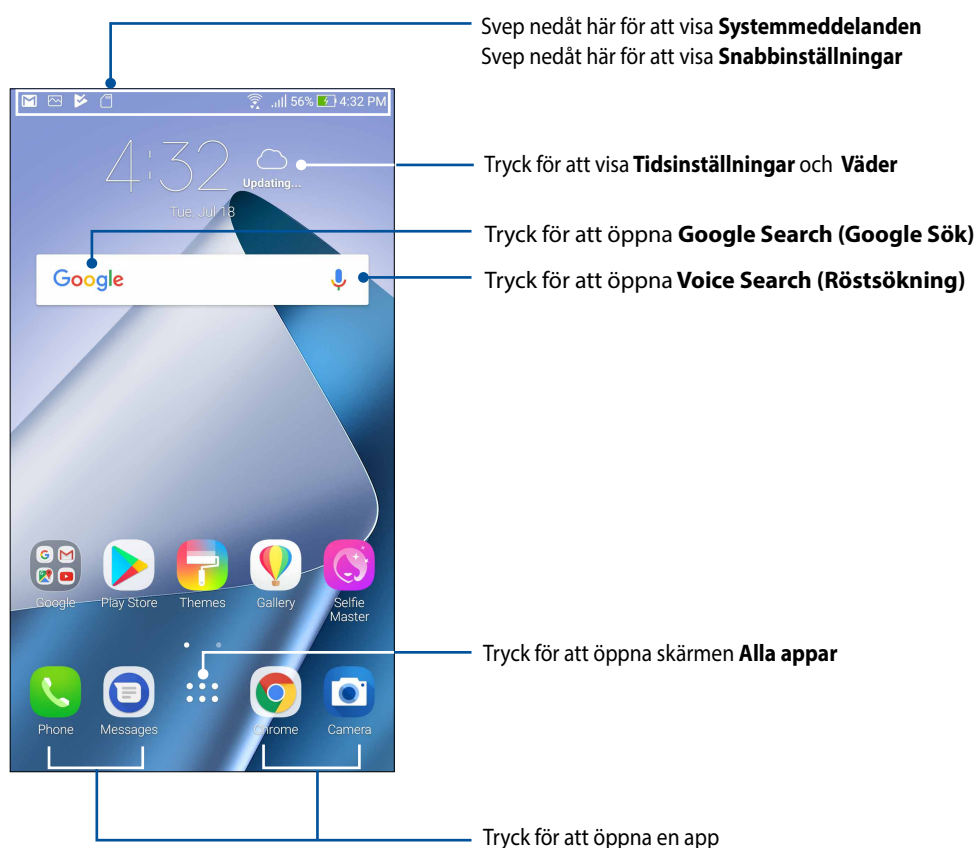 Svep nedåt här för att visa Systemmeddelanden
Svep nedåt här för att visa Snabbinställningar
56% 4:32 PM
4:32
Updating...
Tue, Jul 18
Tryck för att visa Tidsinställningar och Väder
Tryck för att öppna Google Search (Google Sök)
Google
Tryck för att öppna Voice Search (Röstsökning)
Google Play Store Themes Gallery Selfie Master
Tryck för att öppna skärmen Alla appar
Phone Messages Chrome Camera
Tryck för att öppna en app